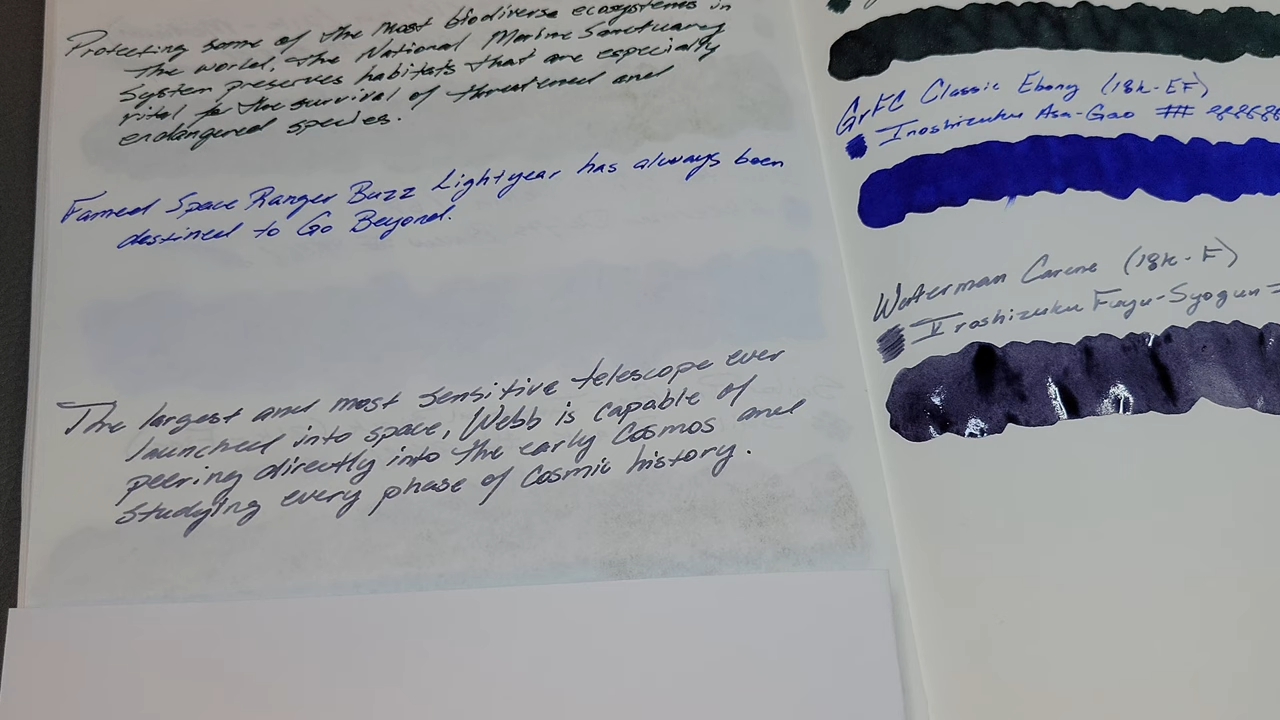 Protecting some of the most biodiverse ecosystems in
the world, the National Marine Sanctuary
System preserves habitats that are especially
vital for the survival of threatened and
endangered species.
Famed Space Ranger Buzz Lightyear has always been
destined to Go Beyond.
The largest and most sensitive telescope ever
launched into space, Webb is capable of
peering directly into the early Cosmos and
studying every phase of Cosmic history.
GrFC Classic Ebony (18k-EF)
Iroshizuku Asa-Gao
Waterman Carene (18k-F)
Iroshizuku Fuyu-Syogun